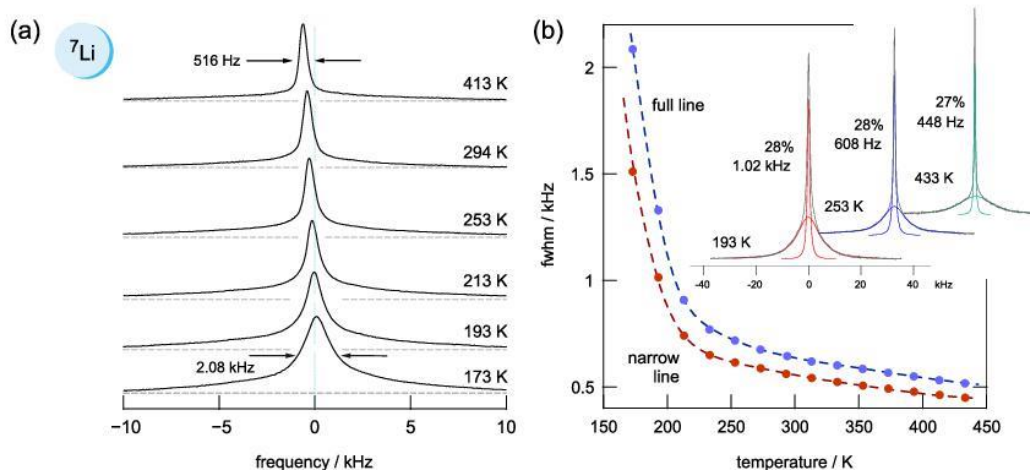 (a)
⁷Li
516 Hz
413 K
294 K
253 K
213 K
193 K
2.08 kHz
173 K
−10 −5 0 5 10
frequency / kHz
(b)
2
1.5
1
0.5
fwhm / kHz
full line
narrow
line
28%
1.02 kHz
193 K
28%
608 Hz
253 K
27%
448 Hz
433 K
-40 -20 0 20 40 kHz
150 200 250 300 350 400 450
temperature / K